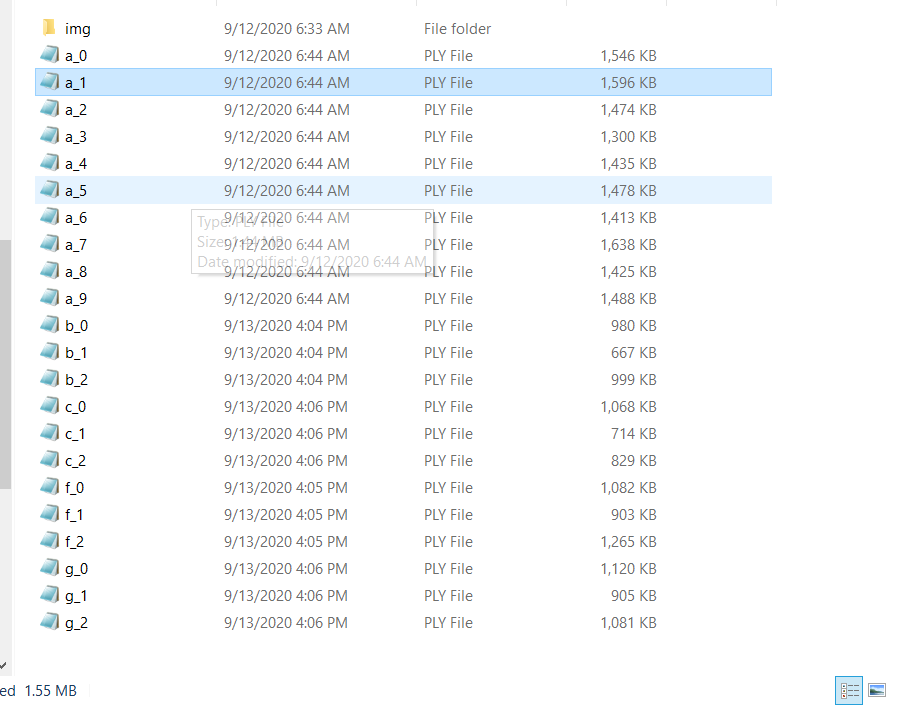 img 9/12/2020 6:33 AM File folder
a_0 9/12/2020 6:44 AM PLY File 1,546 KB
a_1 9/12/2020 6:44 AM PLY File 1,596 KB
a_2 9/12/2020 6:44 AM PLY File 1,474 KB
a_3 9/12/2020 6:44 AM PLY File 1,300 KB
a_4 9/12/2020 6:44 AM PLY File 1,435 KB
a_5 9/12/2020 6:44 AM PLY File 1,478 KB
a_6 9/12/2020 6:44 AM PLY File 1,413 KB
Type: PLY File
a_7 9/12/2020 6:44 AM PLY File 1,638 KB
Size: 1.44 MB
a_8 9/12/2020 6:44 AM PLY File 1,425 KB
Date modified: 9/12/2020 6:44 AM
a_9 9/12/2020 6:44 AM PLY File 1,488 KB
b_0 9/13/2020 4:04 PM PLY File 980 KB
b_1 9/13/2020 4:04 PM PLY File 667 KB
b_2 9/13/2020 4:04 PM PLY File 999 KB
c_0 9/13/2020 4:06 PM PLY File 1,068 KB
c_1 9/13/2020 4:06 PM PLY File 714 KB
c_2 9/13/2020 4:06 PM PLY File 829 KB
f_0 9/13/2020 4:05 PM PLY File 1,082 KB
f_1 9/13/2020 4:05 PM PLY File 903 KB
f_2 9/13/2020 4:05 PM PLY File 1,265 KB
g_0 9/13/2020 4:06 PM PLY File 1,120 KB
g_1 9/13/2020 4:06 PM PLY File 905 KB
g_2 9/13/2020 4:06 PM PLY File 1,081 KB
ed 1.55 MB